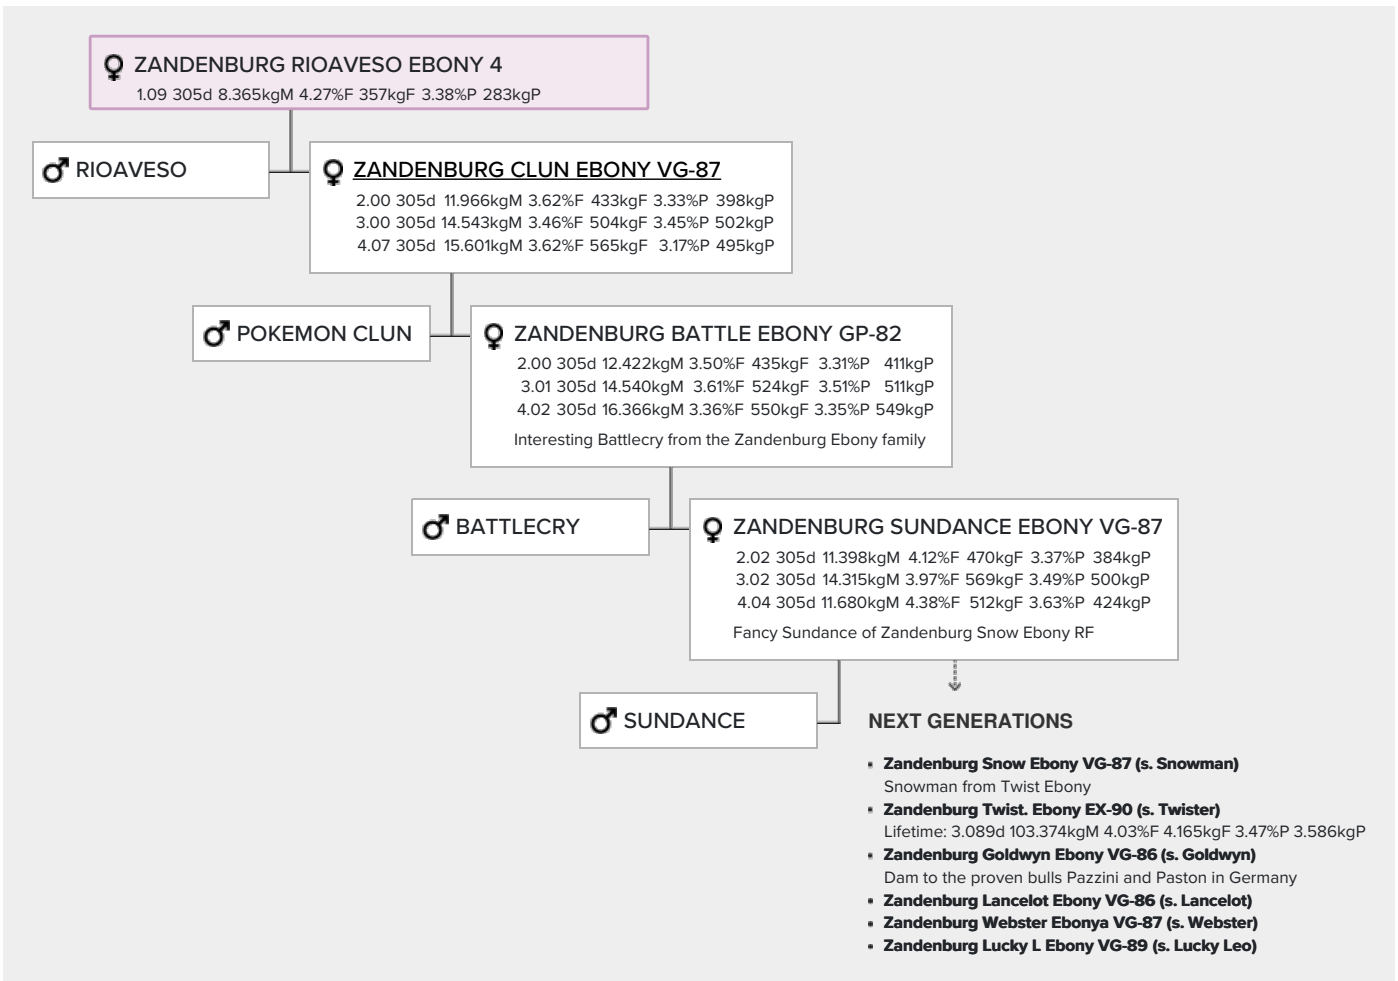 ZANDENBURG RIOAVESO EBONY 4
1.09 305d 8.365kgM 4.27%F 357kgF 3.38%P 283kgP
RIOAVESO
ZANDENBURG CLUN EBONY VG-87
2.00 305d 11.966kgM 3.62%F 433kgF 3.33%P 398kgP
3.00 305d 14.543kgM 3.46%F 504kgF 3.45%P 502kgP
4.07 305d 15.601kgM 3.62%F 565kgF 3.17%P 495kgP
POKEMON CLUN
ZANDENBURG BATTLE EBONY GP-82
2.00 305d 12.422kgM 3.50%F 435kgF 3.31%P 411kgP
3.01 305d 14.540kgM 3.61%F 524kgF 3.51%P 511kgP
4.02 305d 16.366kgM 3.36%F 550kgF 3.35%P 549kgP
Interesting Battlecry from the Zandenburg Ebony family
BATTLECRY
ZANDENBURG SUNDANCE EBONY VG-87
2.02 305d 11.398kgM 4.12%F 470kgF 3.37%P 384kgP
3.02 305d 14.315kgM 3.97%F 569kgF 3.49%P 500kgP
4.04 305d 11.680kgM 4.38%F 512kgF 3.63%P 424kgP
Fancy Sundance of Zandenburg Snow Ebony RF
SUNDANCE
NEXT GENERATIONS
Zandenburg Snow Ebony VG-87 (s. Snowman)
Snowman from Twist Ebony
Zandenburg Twist. Ebony EX-90 (s. Twister)
Lifetime: 3.089d 103.374kgM 4.03%F 4.165kgF 3.47%P 3.586kgP
Zandenburg Goldwyn Ebony VG-86 (s. Goldwyn)
Dam to the proven bulls Pazzini and Paston in Germany
Zandenburg Lancelot Ebony VG-86 (s. Lancelot)
Zandenburg Webster Ebonya VG-87 (s. Webster)
Zandenburg Lucky L Ebony VG-89 (s. Lucky Leo)